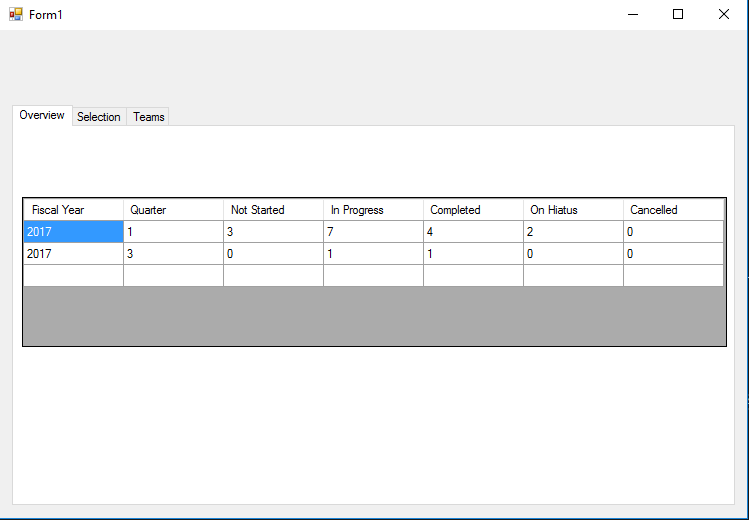 Form1
Overview Selection Teams
Fiscal Year Quarter Not Started In Progress Completed On Hiatus Cancelled
2017 1 3 7 4 2 0
2017 3 0 1 1 0 0